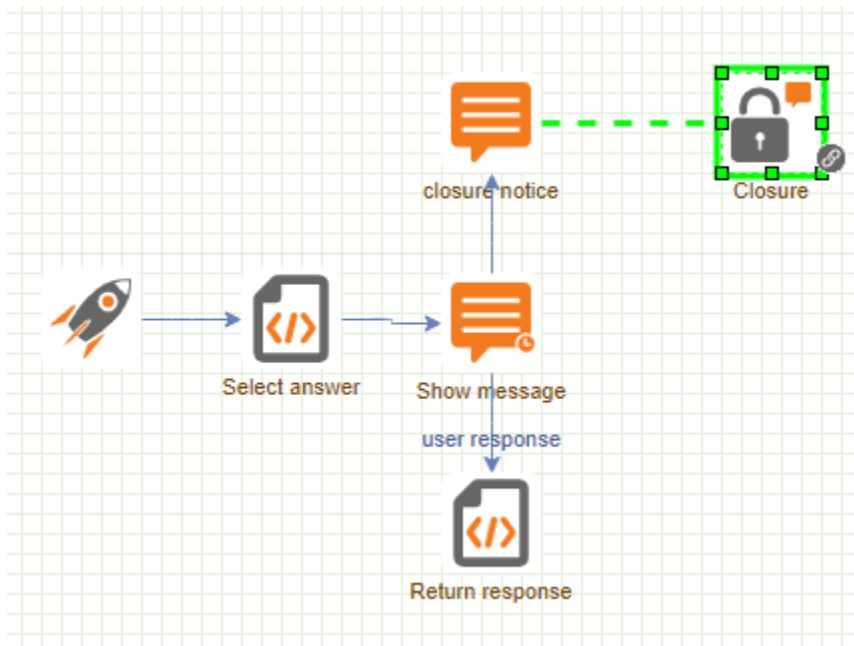 closure notice
Closure
Select answer
Show message
user response
Return response